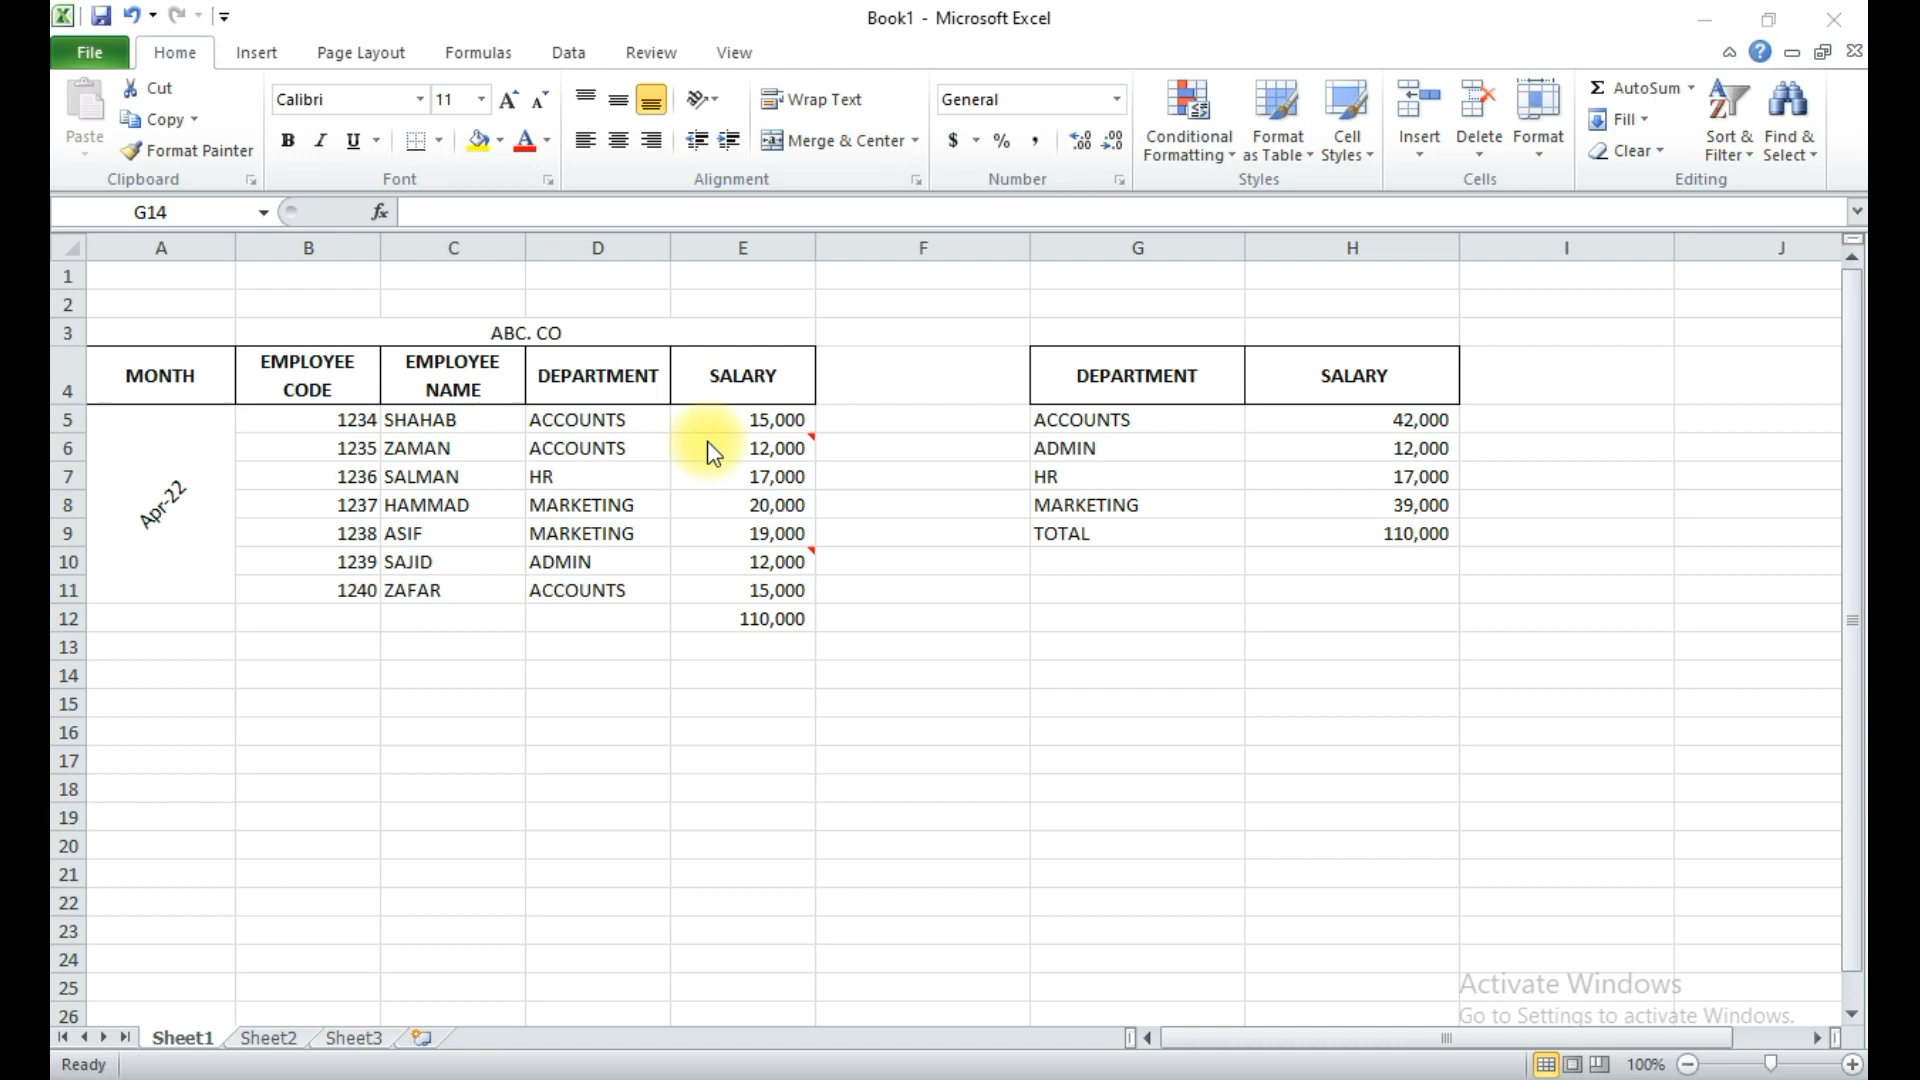 Book1 - Microsoft Excel
File Home Insert Page Layout Formulas Data Review View
Paste
Cut
Copy
Format Painter
Clipboard
Calibri 11
B I U
Font
Wrap Text
Merge & Center
Alignment
General
$ % ,
Number
Conditional Formatting
Format as Table
Cell Styles
Styles
Insert Delete Format
Cells
Σ AutoSum
Fill
Clear
Sort & Filter
Find & Select
Editing
G14 fx
A B C D E F G H I J
1
2
3 ABC. CO
4 MONTH EMPLOYEE CODE EMPLOYEE NAME DEPARTMENT SALARY DEPARTMENT SALARY
5 1234 SHAHAB ACCOUNTS 15,000 ACCOUNTS 42,000
6 1235 ZAMAN ACCOUNTS 12,000 ADMIN 12,000
7 1236 SALMAN HR 17,000 HR 17,000
8 Apr-22 1237 HAMMAD MARKETING 20,000 MARKETING 39,000
9 1238 ASIF MARKETING 19,000 TOTAL 110,000
10 1239 SAJID ADMIN 12,000
11 1240 ZAFAR ACCOUNTS 15,000
12 110,000
13
14
15
16
17
18
19
20
21
22
23
24
25
26
Activate Windows
Go to Settings to activate Windows.
Sheet1 Sheet2 Sheet3
Ready 100%